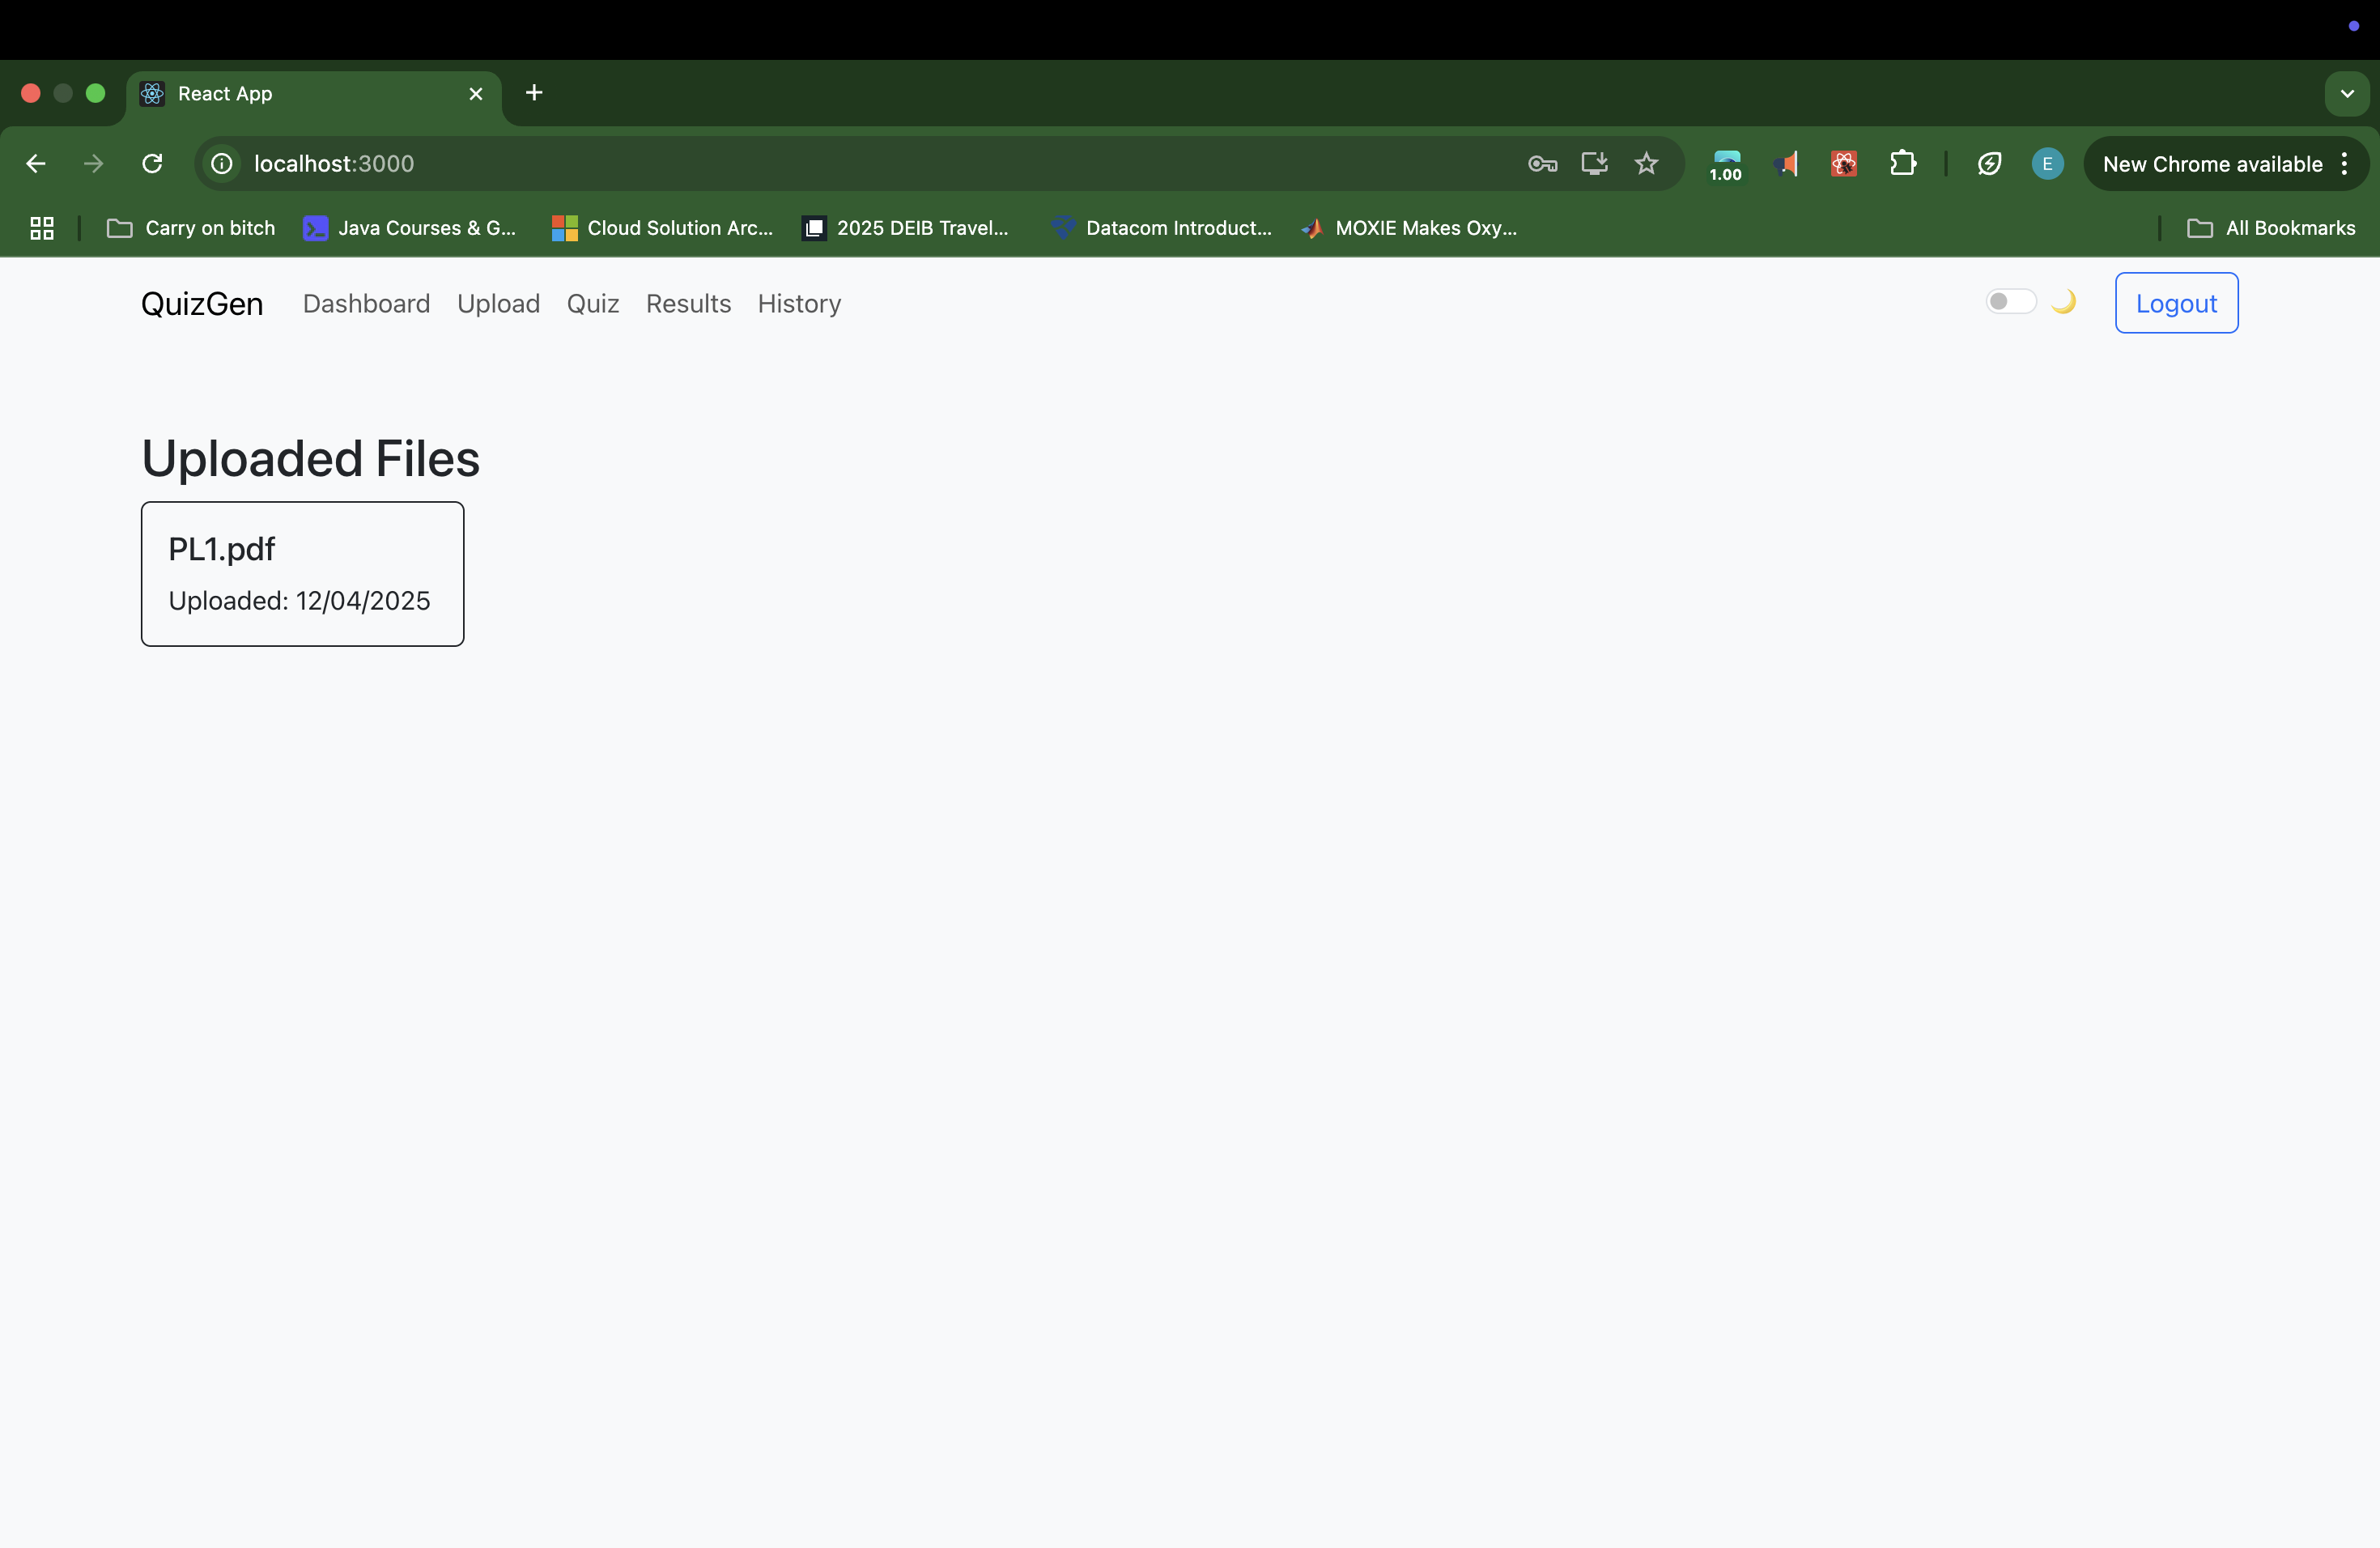 React App
localhost:3000
1.00
E
New Chrome available
Carry on bitch
Java Courses & G...
Cloud Solution Arc...
2025 DEIB Travel...
Datacom Introduct...
MOXIE Makes Oxy...
All Bookmarks
QuizGen
Dashboard
Upload
Quiz
Results
History
Logout
Uploaded Files
PL1.pdf
Uploaded: 12/04/2025